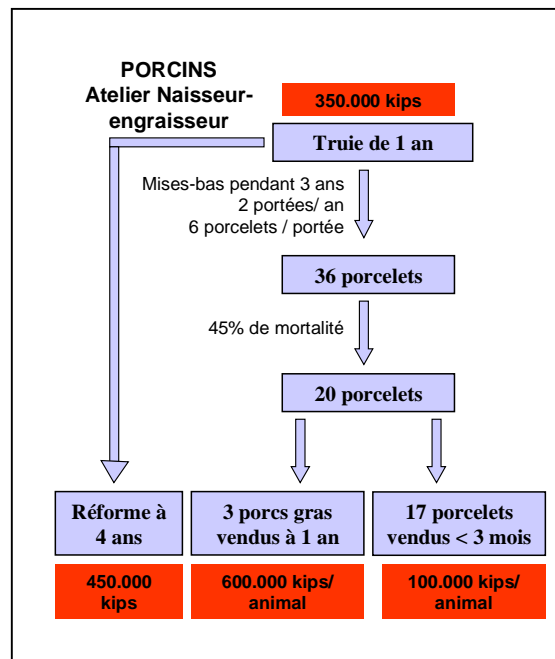 PORCINS
Atelier Naisseur-
engraisseur
350.000 kips
Truie de 1 an
Mises-bas pendant 3 ans
2 portées/ an
6 porcelets / portée
36 porcelets
45% de mortalité
20 porcelets
Réforme à
4 ans
3 porcs gras
vendus à 1 an
17 porcelets
vendus < 3 mois
450.000
kips
600.000 kips/
animal
100.000 kips/
animal